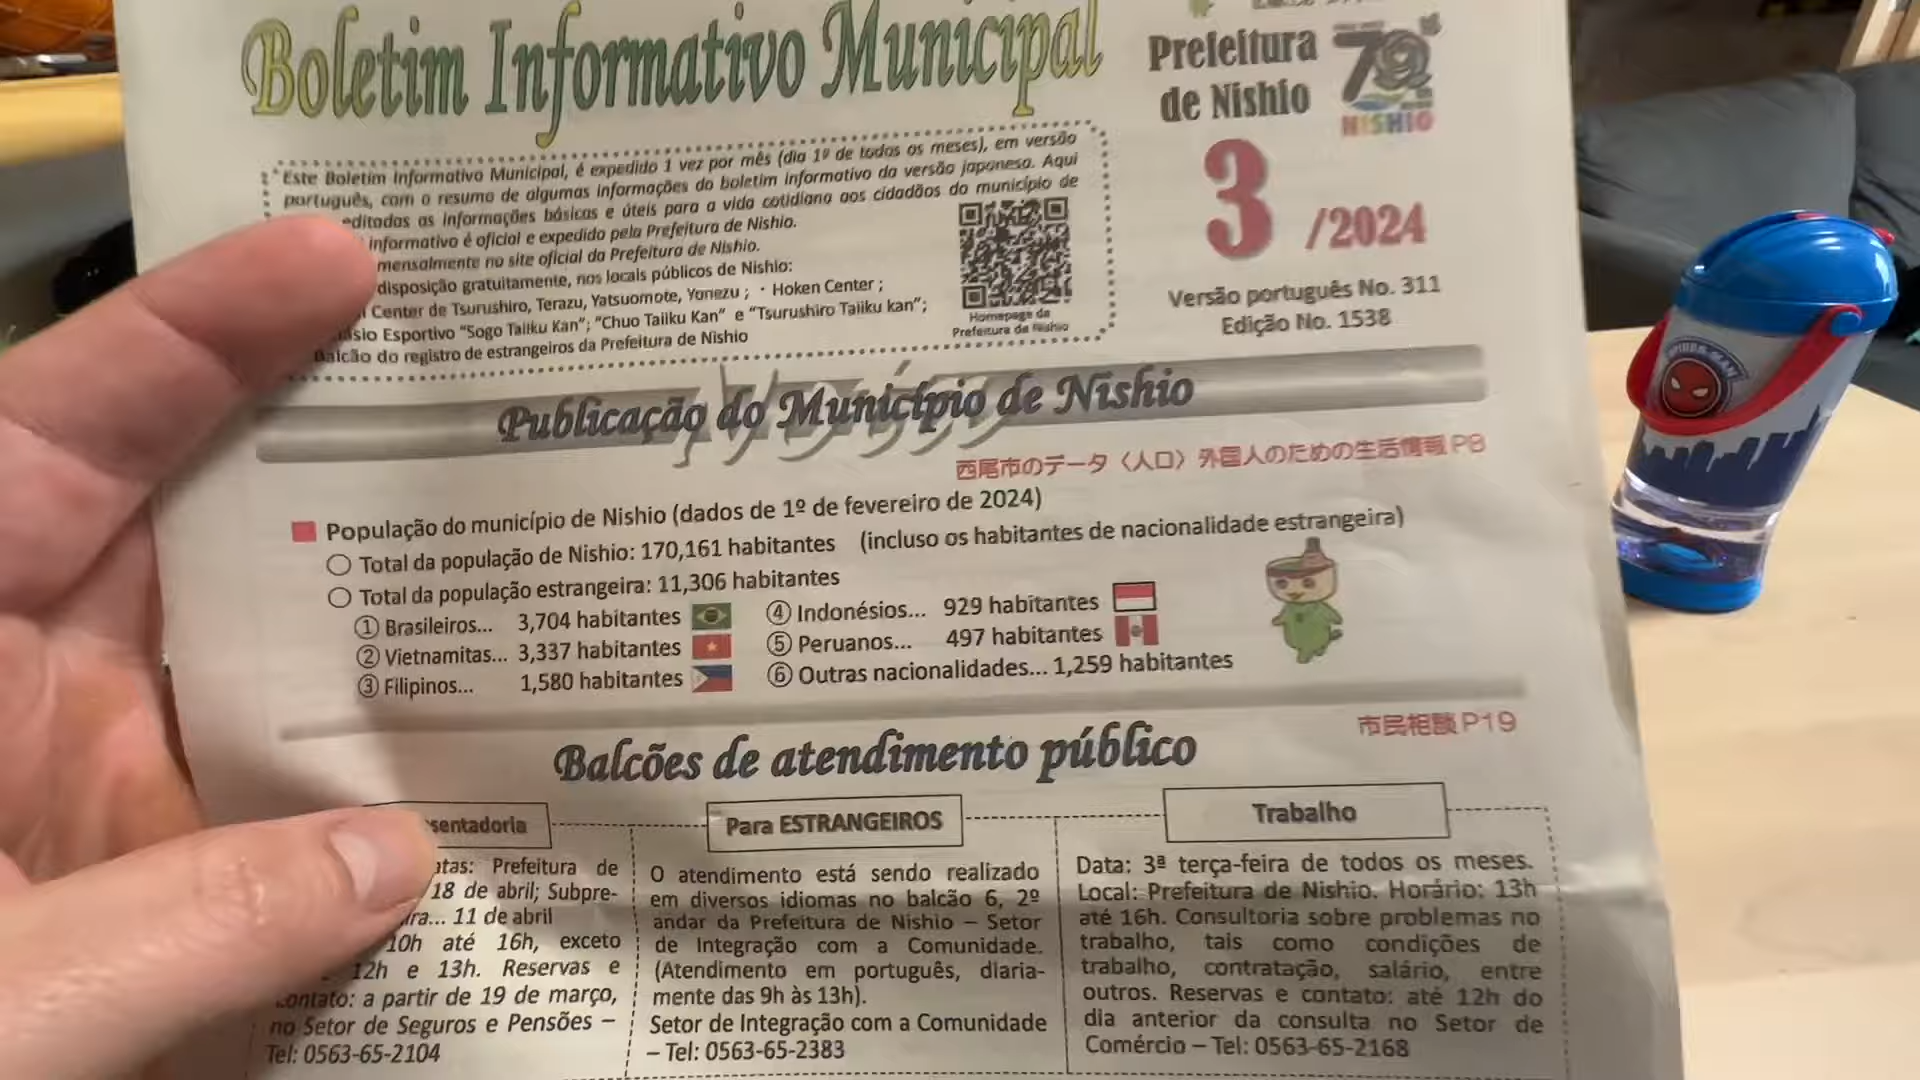 Boletim Informativo Municipal
Prefeitura
de Nishio
70
NISHIO
3 /2024
Versão português No. 311
Edição No. 1538
Este Boletim Informativo Municipal, é expedido 1 vez por mês (dia 1º de todos os meses), em versão
português, com o resumo de algumas informações do boletim informativo da versão japonesa. Aqui
editadas as informações básicas e úteis para a vida cotidiana aos cidadãos do município de
informativo é oficial e expedido pela Prefeitura de Nishio.
mensalmente no site oficial da Prefeitura de Nishio.
disposição gratuitamente, nos locais públicos de Nishio:
Center de Tsurushiro, Terazu, Yatsuomote, Yonezu ; ・Hoken Center ;
Esportivo "Sogo Taiiku Kan"; "Chuo Taiiku Kan" e "Tsurushiro Taiiku kan";
Balcão do registro de estrangeiros da Prefeitura de Nishio
Homepage da
Prefeitura de Nishio
Publicação do Município de Nishio
西尾市のデータ〈人口〉外国人のための生活情報 P8
População do município de Nishio (dados de 1º de fevereiro de 2024)
○ Total da população de Nishio: 170,161 habitantes (incluso os habitantes de nacionalidade estrangeira)
○ Total da população estrangeira: 11,306 habitantes
① Brasileiros... 3,704 habitantes
② Vietnamitas... 3,337 habitantes
③ Filipinos... 1,580 habitantes
④ Indonésios... 929 habitantes
⑤ Peruanos... 497 habitantes
⑥ Outras nacionalidades... 1,259 habitantes
市民相談 P19
Balcões de atendimento público
Prefeitura de
18 de abril; Subpre-
11 de abril
10h até 16h, exceto
12h e 13h. Reservas e
contato: a partir de 19 de março,
no Setor de Seguros e Pensões –
Tel: 0563-65-2104
Para ESTRANGEIROS
O atendimento está sendo realizado
em diversos idiomas no balcão 6, 2º
andar da Prefeitura de Nishio – Setor
de Integração com a Comunidade.
(Atendimento em português, diaria-
mente das 9h às 13h).
Setor de Integração com a Comunidade
– Tel: 0563-65-2383
Trabalho
Data: 3ª terça-feira de todos os meses.
Local: Prefeitura de Nishio. Horário: 13h
até 16h. Consultoria sobre problemas no
trabalho, tais como condições de
trabalho, contratação, salário, entre
outros. Reservas e contato: até 12h do
dia anterior da consulta no Setor de
Comércio – Tel: 0563-65-2168
SPIDER-MAN